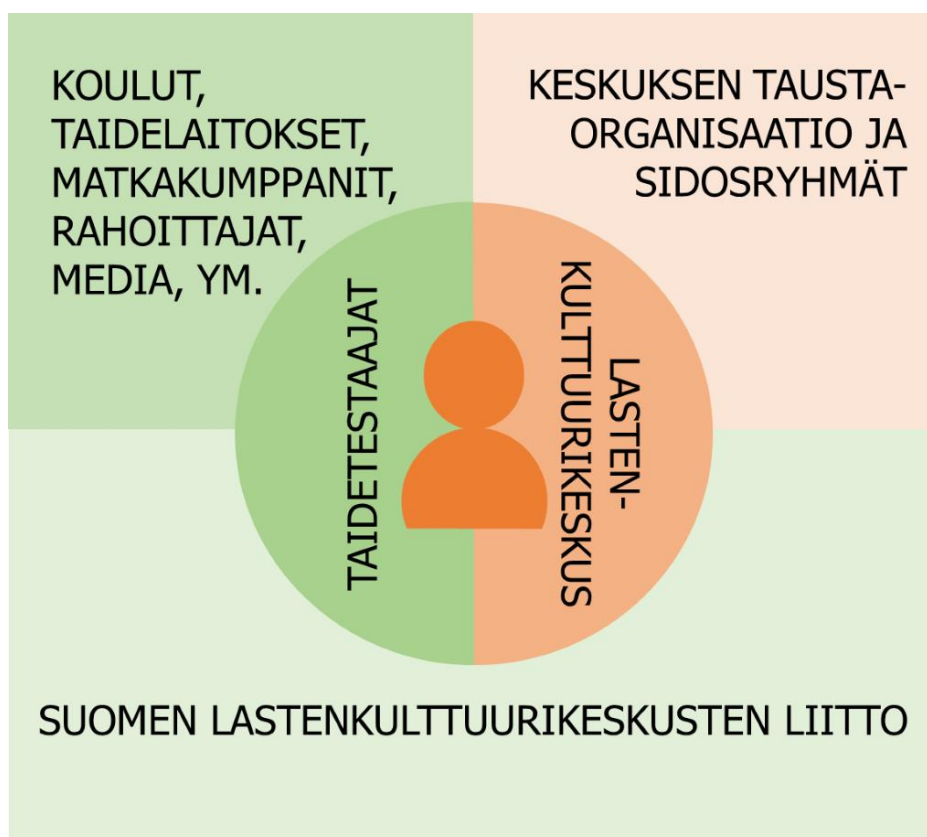 KOULUT,
TAIDELAITOKSET,
MATKAKUMPPANIT,
RAHOITTAJAT,
MEDIA, YM.
KESKUKSEN TAUSTA-
ORGANISAATIO JA
SIDOSRYHMÄT
TAIDETESTAAJAT
LASTEN-
KULTTUURIKESKUS
SUOMEN LASTENKULTTUURIKESKUSTEN LIITTO